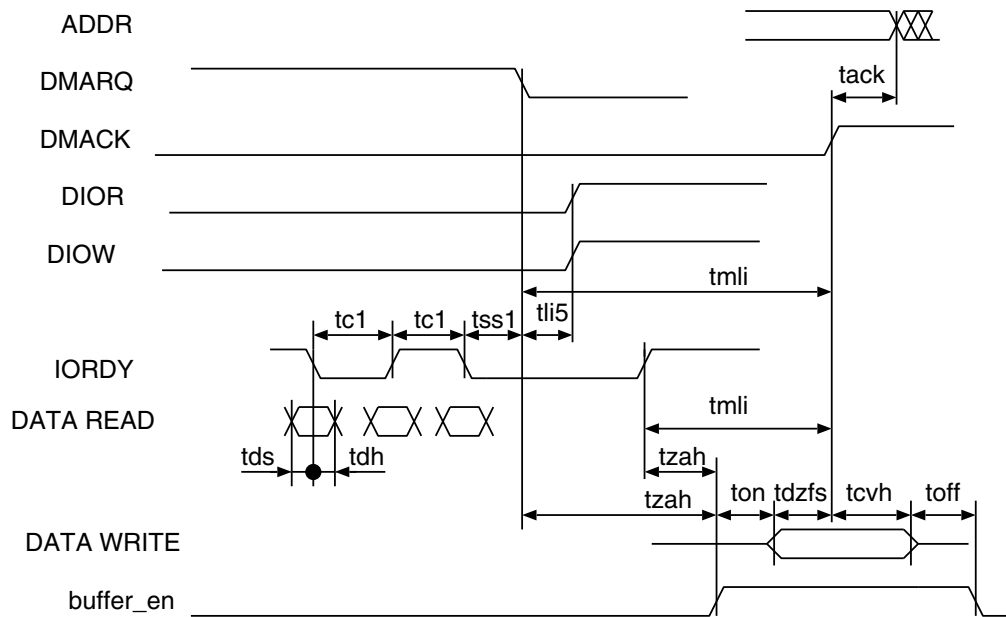 ADDR
DMARQ
tack
DMACK
DIOR
DIOW
tmli
tc1 tc1 tss1 tli5
IORDY
DATA READ
tmli
tds tdh tzah
tzah ton tdzfs tcvh toff
DATA WRITE
buffer_en